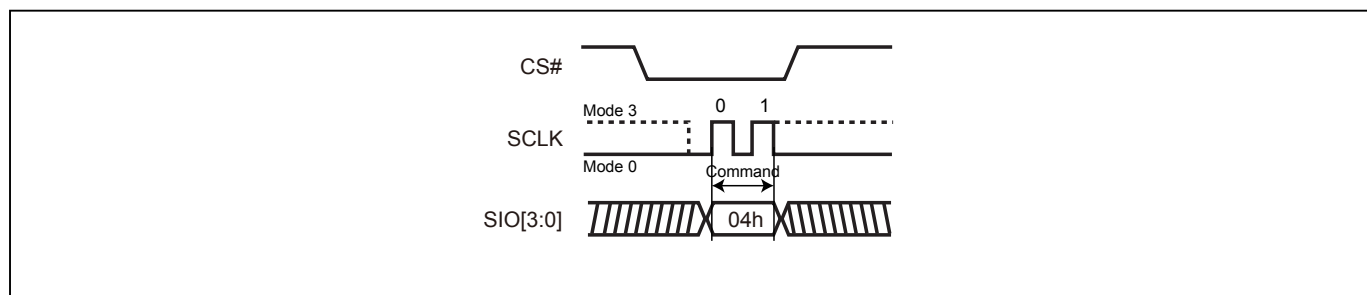 CS#
Mode 3
0 1
SCLK
Mode 0
Command
SIO[3:0]
04h